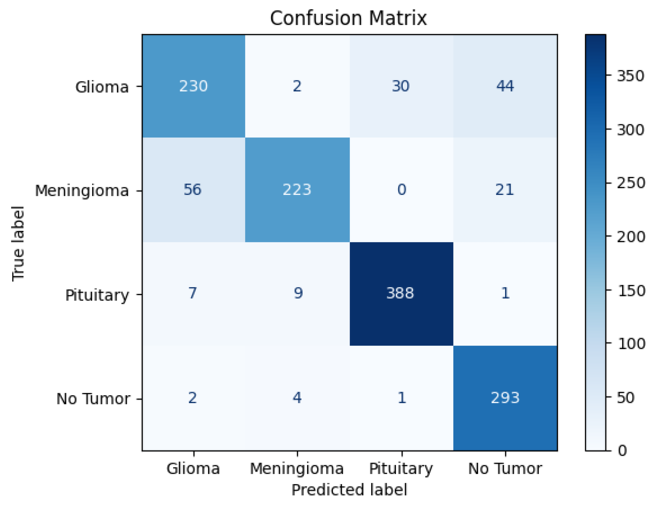 Confusion Matrix
Glioma 230 2 30 44
Meningioma 56 223 0 21
Pituitary 7 9 388 1
No Tumor 2 4 1 293
Glioma Meningioma Pituitary No Tumor
Predicted label
True label
350
300
250
200
150
100
50
0